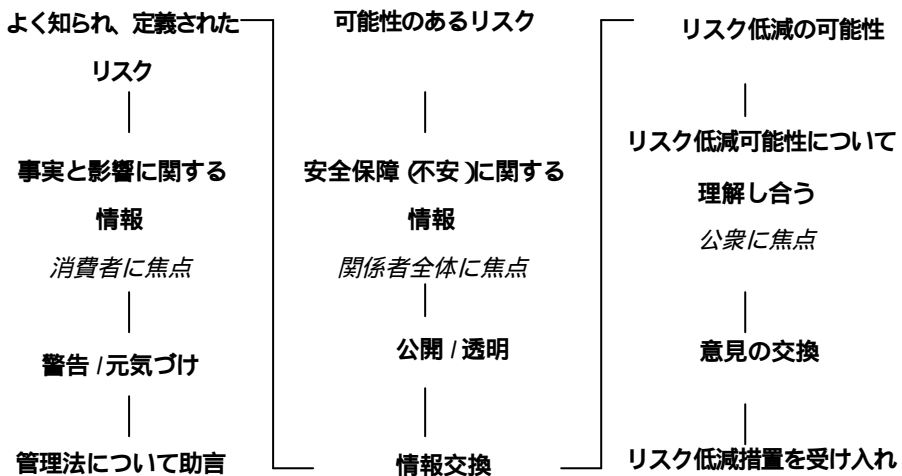 よく知られ、定義された
リスク
事実と影響に関する
情報
消費者に焦点
警告 / 元気づけ
管理法について助言
可能性のあるリスク
安全保障 (不安 )に関する
情報
関係者全体に焦点
公開 / 透明
情報交換
リスク低減の可能性
リスク低減可能性について
理解し合う
公衆に焦点
意見の交換
リスク低減措置を受け入れ